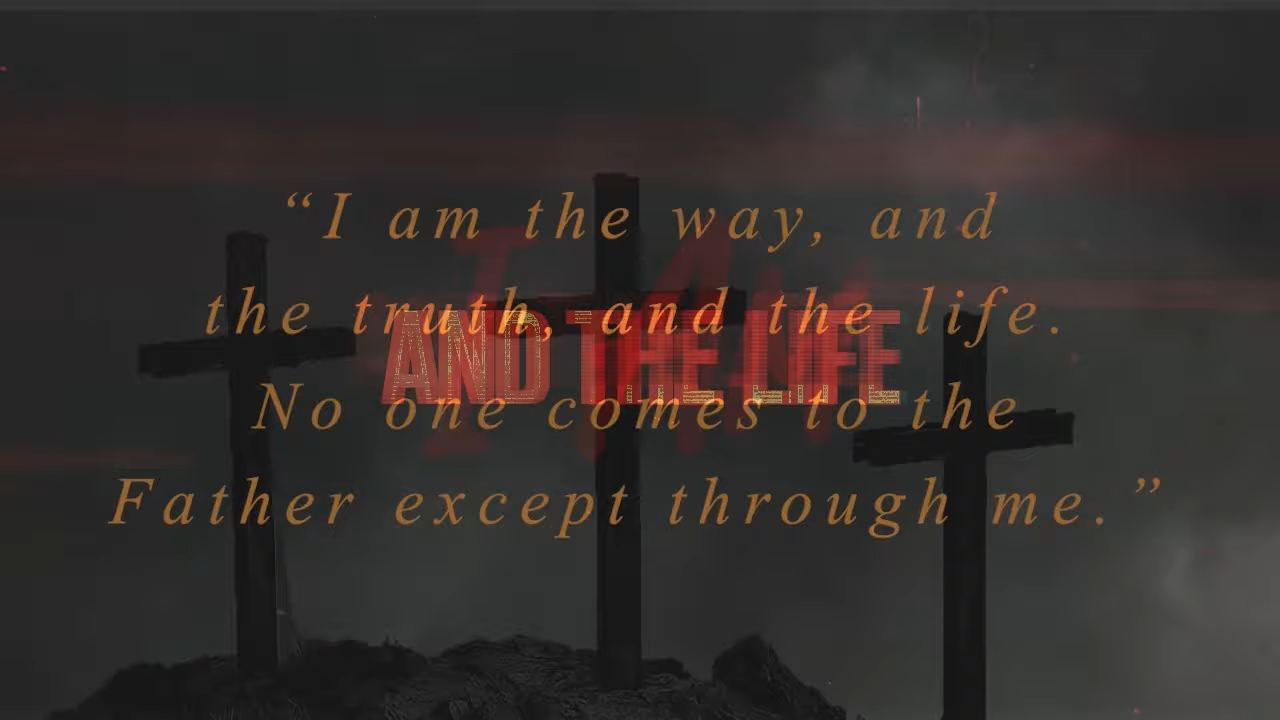 “I am the way, and
the truth, and the life.
I Am
AND THE LIFE
No one comes to the
Father except through me.”